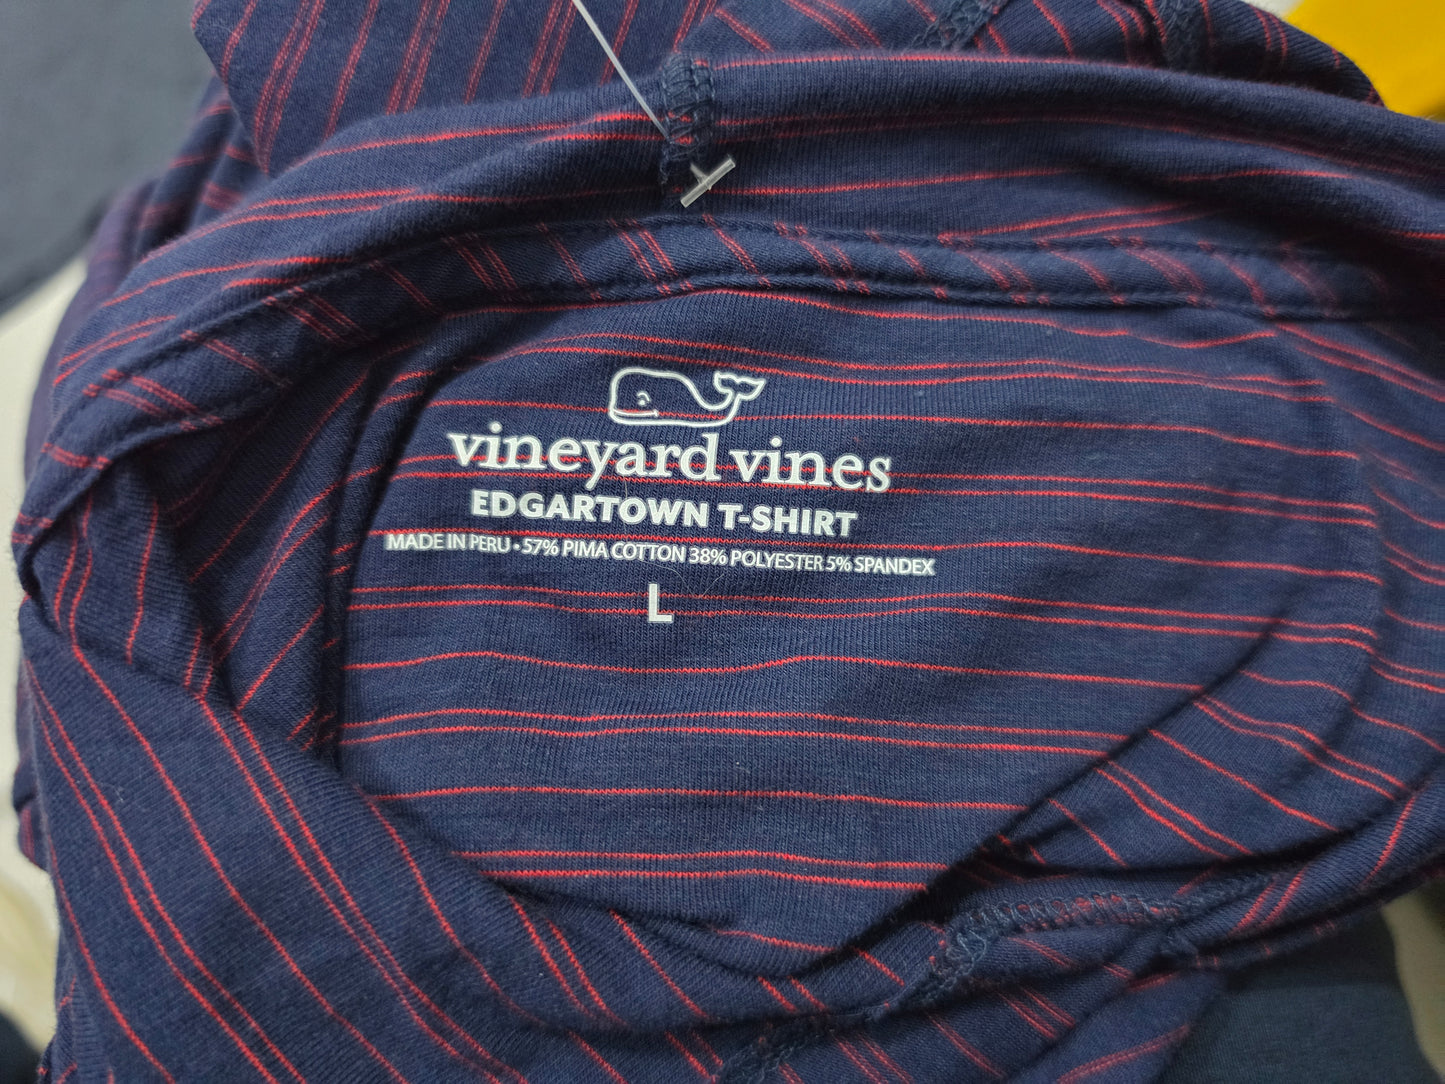 vineyard vines
EDGARTOWN T-SHIRT
MADE IN PERU • 57% PIMA COTTON 38% POLYESTER 5% SPANDEX
L